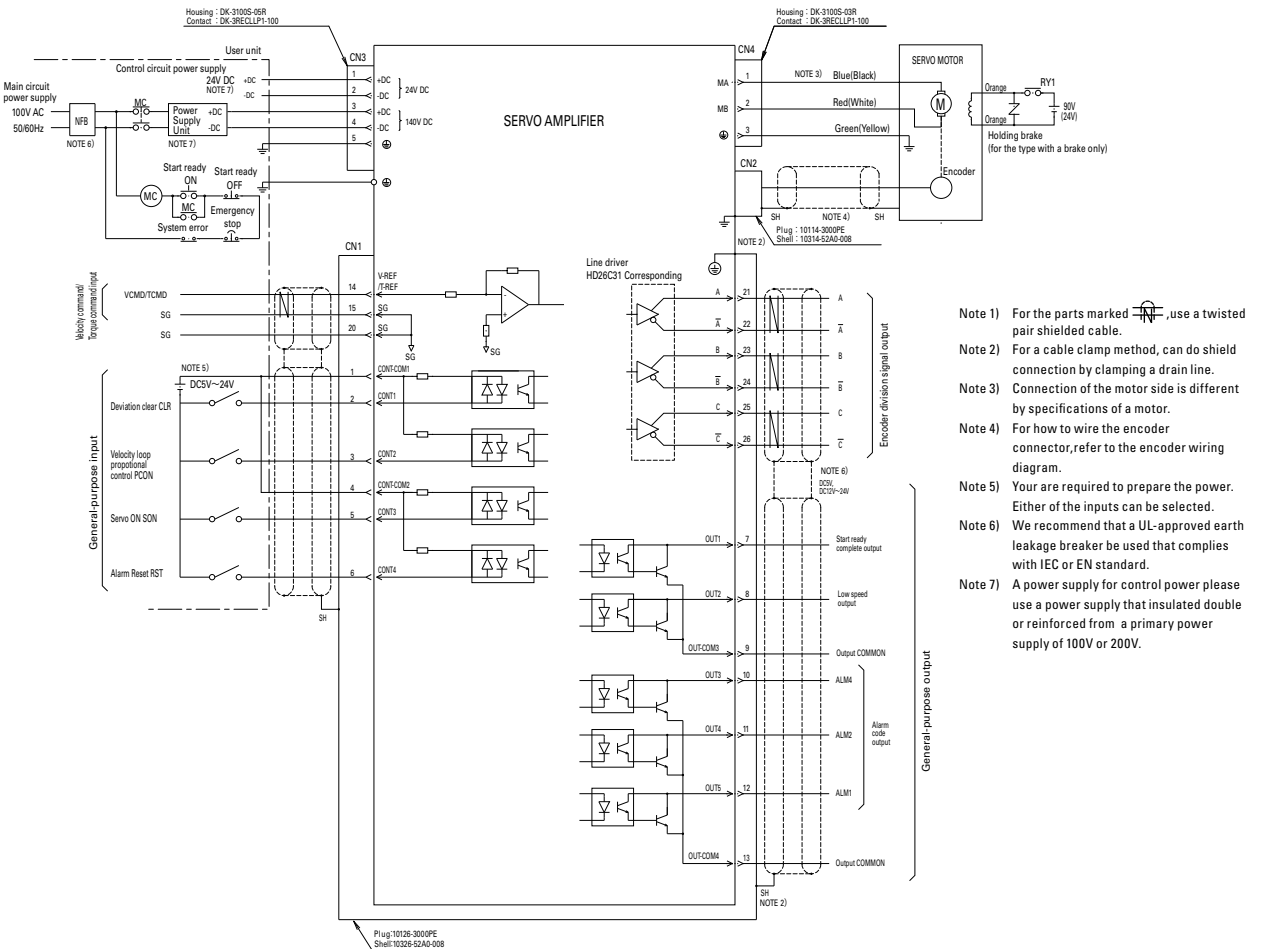 Housing : DK-3100S-05R
Contact : DK-3RECLLP1-100
Housing : DK-3100S-03R
Contact : DK-3RECLLP1-100
User unit
CN3
CN4
Control circuit power supply
24V DC
NOTE 7)
+DC
-DC
Main circuit
power supply
100V AC
50/60Hz
NFB
NOTE 6)
MC
Power
Supply
Unit
+DC
-DC
NOTE 7)
1
2
3
4
5
+DC
-DC
24V DC
+DC
-DC
140V DC
SERVO AMPLIFIER
MA
MB
1
2
3
NOTE 3)
Blue(Black)
Red(White)
Green(Yellow)
SERVO MOTOR
M
Encoder
Orange
Orange
RY1
90V
(24V)
Holding brake
(for the type with a brake only)
Start ready
ON
Start ready
OFF
MC
MC
Emergency
stop
System error
CN2
SH
NOTE 4)
SH
Plug : 10114-3000PE
Shell : 10314-52A0-008
NOTE 2)
CN1
Velocity command/
Torque command input
VCMD/TCMD
SG
SG
14
15
20
V-REF
/T-REF
SG
SG
SG
-
+
SG
Line driver
HD26C31 Corresponding
A
A̅
B
B̅
C
C̅
21
22
23
24
25
26
A
A̅
B
B̅
C
C̅
Encoder division signal output
NOTE 5)
DC5V～24V
General-purpose Input
Deviation clear CLR
Velocity loop
propotional
control PCON
Servo ON SON
Alarm Reset RST
1
2
3
4
5
6
CONT-COM1
CONT1
CONT2
CONT-COM2
CONT3
CONT4
SH
NOTE 6)
DC5V,
DC12V～24V
OUT1
7
Start ready
complete output
OUT2
8
Low speed
output
OUT-COM3
9
Output COMMON
OUT3
10
ALM4
OUT4
11
ALM2
OUT5
12
ALM1
Alarm
code
output
OUT-COM4
13
Output COMMON
General-purpose output
SH
NOTE 2)
Plug:10126-3000PE
Shell:10326-52A0-008
Note 1) For the parts marked ,use a twisted
pair shielded cable.
Note 2) For a cable clamp method, can do shield
connection by clamping a drain line.
Note 3) Connection of the motor side is different
by specifications of a motor.
Note 4) For how to wire the encoder
connector,refer to the encoder wiring
diagram.
Note 5) Your are required to prepare the power.
Either of the inputs can be selected.
Note 6) We recommend that a UL-approved earth
leakage breaker be used that complies
with IEC or EN standard.
Note 7) A power supply for control power please
use a power supply that insulated double
or reinforced from a primary power
supply of 100V or 200V.